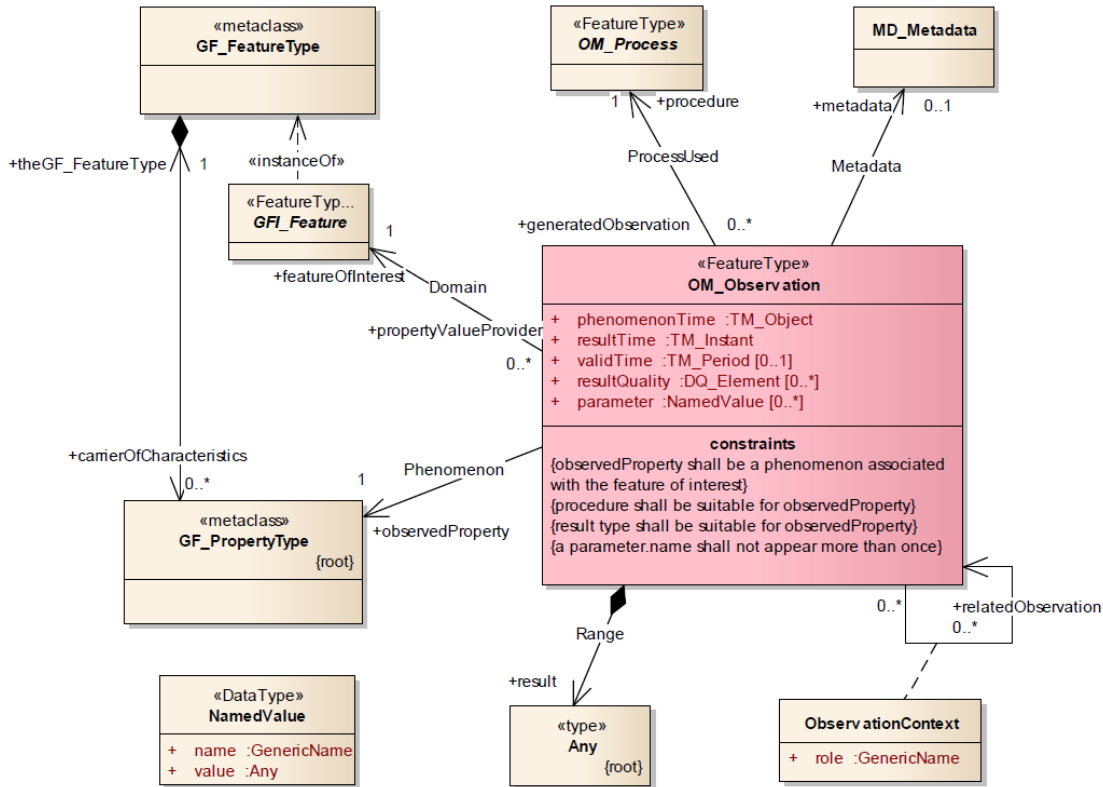 «metaclass»
GF_FeatureType
«FeatureType»
OM_Process
MD_Metadata
1
+procedure
+metadata
0..1
+theGF_FeatureType
1
«instanceOf»
ProcessUsed
Metadata
«FeatureTyp...
GFI_Feature
1
+featureOfInterest
+generatedObservation
0..*
Domain
+propertyValueProvider
0..*
«FeatureType»
OM_Observation
+ phenomenonTime :TM_Object
+ resultTime :TM_Instant
+ validTime :TM_Period [0..1]
+ resultQuality :DQ_Element [0..*]
+ parameter :NamedValue [0..*]
constraints
{observedProperty shall be a phenomenon associated
with the feature of interest}
{procedure shall be suitable for observedProperty}
{result type shall be suitable for observedProperty}
{a parameter.name shall not appear more than once}
+carrierOfCharacteristics
0..*
Phenomenon
1
+observedProperty
«metaclass»
GF_PropertyType
{root}
0..*
+relatedObservation
0..*
Range
+result
«DataType»
NamedValue
+ name :GenericName
+ value :Any
«type»
Any
{root}
ObservationContext
+ role :GenericName